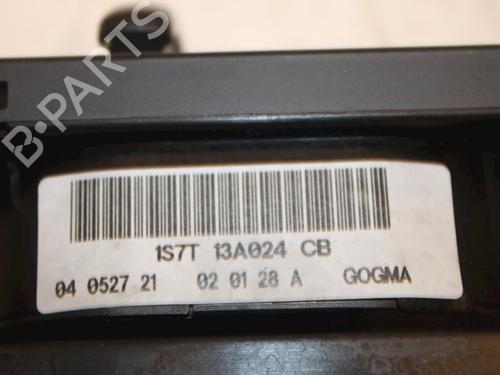 B-PARTS
1S7T 13A024 CB
04 0527 21 02 01 28 A GOGMA